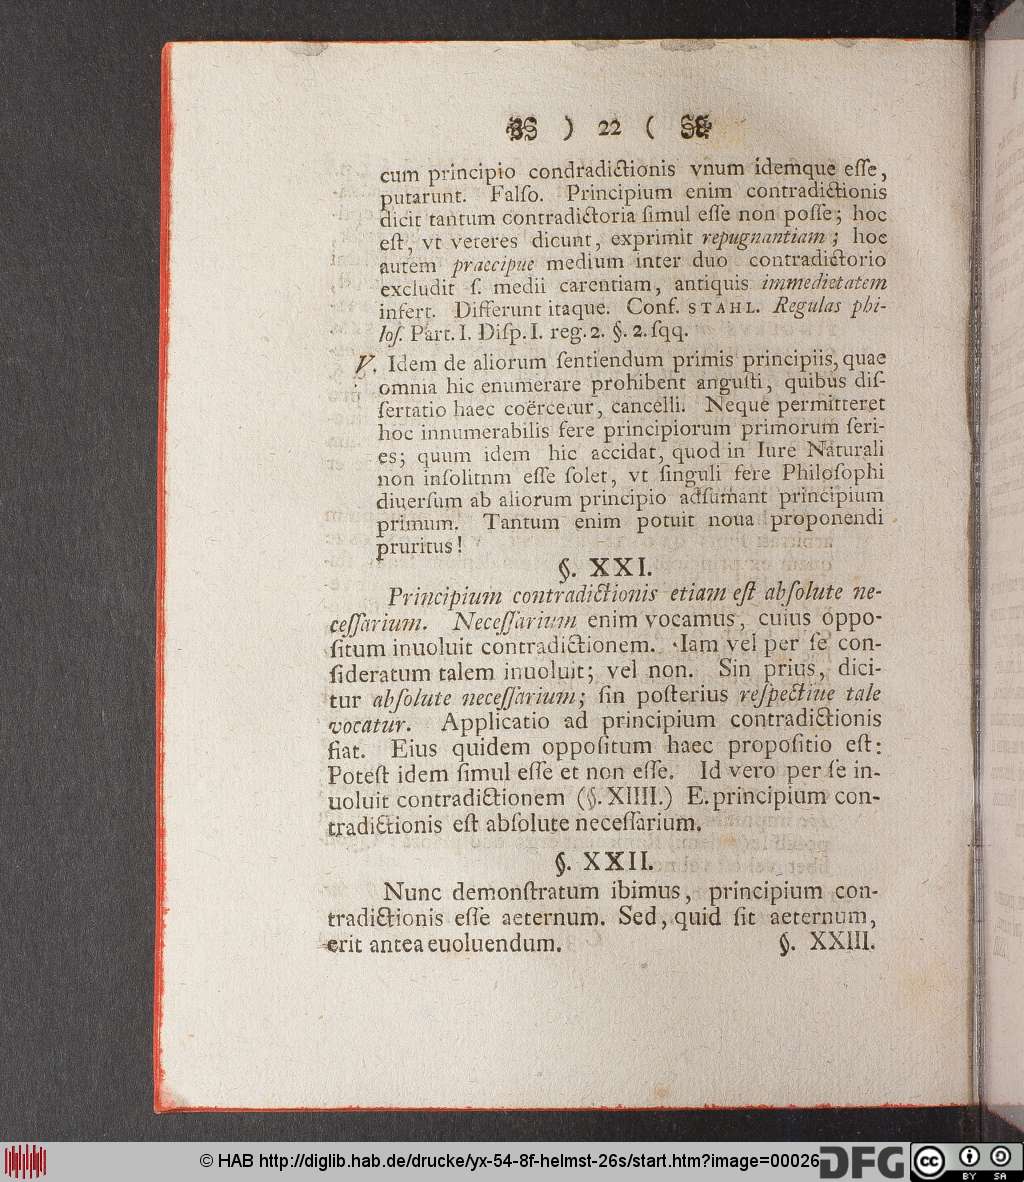 ) 22 (
cum principio condradictionis vnum idemque eſſe,
putarunt. Falſo. Principium enim contradictionis
dicit tantum contradictoria ſimul eſſe non poſſe; hoc
eſt, vt veteres dicunt, exprimit repugnantiam; hoc
autem praecipue medium inter duo contradictorio
excludit ſ. medii carentiam, antiquis immedietatem
infert. Differunt itaque. Conf. STAHL. Regulas phi-
loſ. Part. I. Diſp. I. reg. 2. §. 2. ſqq.
V. Idem de aliorum ſentiendum primis principiis, quae
omnia hic enumerare prohibent anguſti, quibus diſ-
ſertatio haec coërcetur, cancelli. Neque permitteret
hoc innumerabilis fere principiorum primorum ſeri-
es; quum idem hic accidat, quod in Iure Naturali
non inſolitnm eſſe ſolet, vt ſinguli fere Philoſophi
diuerſum ab aliorum principio adſumant principium
primum. Tantum enim potuit noua proponendi
pruritus!
§. XXI.
Principium contradictionis etiam eſt abſolute ne-
ceſſarium. Neceſſarium enim vocamus, cuius oppo-
ſitum inuoluit contradictionem. Iam vel per ſe con-
ſideratum talem inuoluit; vel non. Sin prius, dici-
tur abſolute neceſſarium; ſin poſterius reſpectiue tale
vocatur. Applicatio ad principium contradictionis
fiat. Eius quidem oppoſitum haec propoſitio eſt:
Poteſt idem ſimul eſſe et non eſſe. Id vero per ſe in-
uoluit contradictionem (§. XIIII.) E. principium con-
tradictionis eſt abſolute neceſſarium.
§. XXII.
Nunc demonſtratum ibimus, principium con-
tradictionis eſſe aeternum. Sed, quid ſit aeternum,
erit antea euoluendum. §. XXIII.
© HAB http://diglib.hab.de/drucke/yx-54-8f-helmst-26s/start.htm?image=00026
DFG
cc BY SA